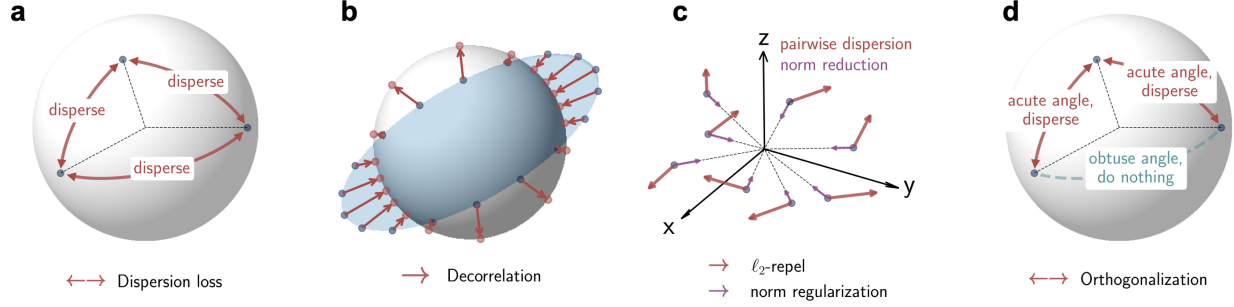 a
disperse
disperse
disperse
Dispersion loss
b
Decorrelation
c
pairwise dispersion
norm reduction
z
y
x
ℓ₂-repel
norm regularization
d
acute angle,
disperse
acute angle,
disperse
obtuse angle,
do nothing
Orthogonalization